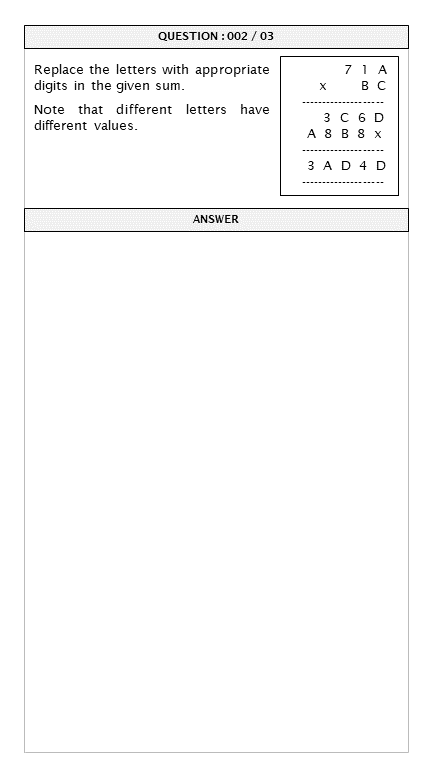 QUESTION : 002 / 03
Replace the letters with appropriate
digits in the given sum.
Note that different letters have
different values.
7 1 A
x B C
--------------------
3 C 6 D
A 8 B 8 x
--------------------
3 A D 4 D
--------------------
ANSWER